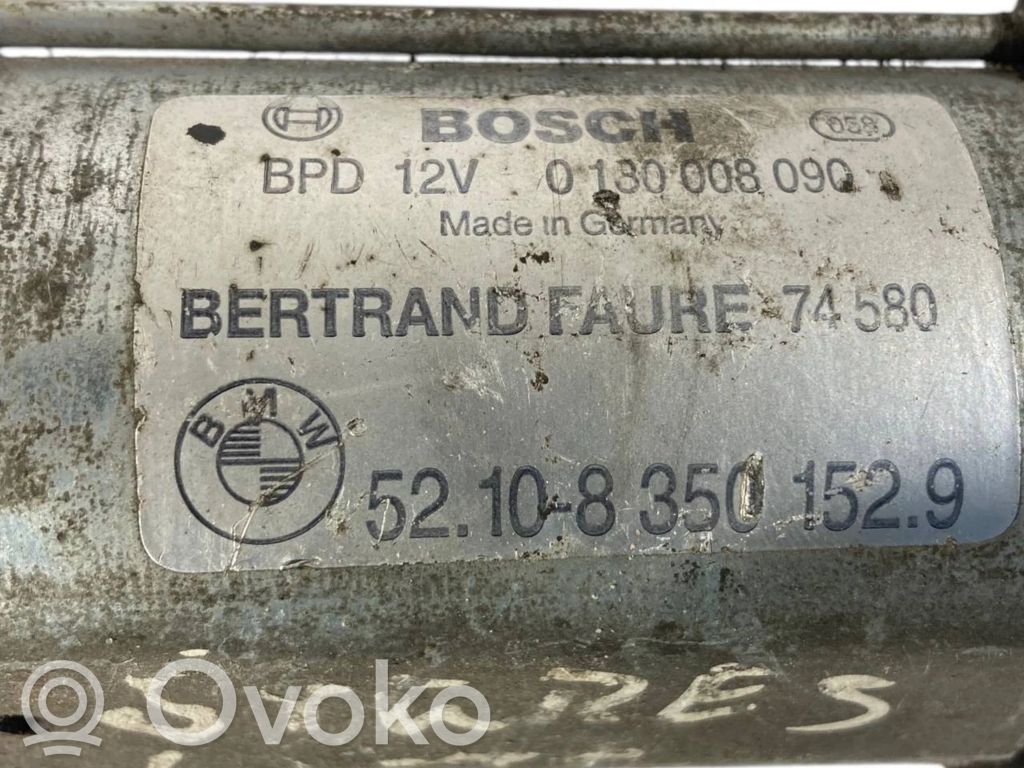 BOSCH 058
BPD 12V 0 130 008 090
Made in Germany
BERTRAND FAURE 74 580
BMW
52.10-8 350 152.9
Ovoko